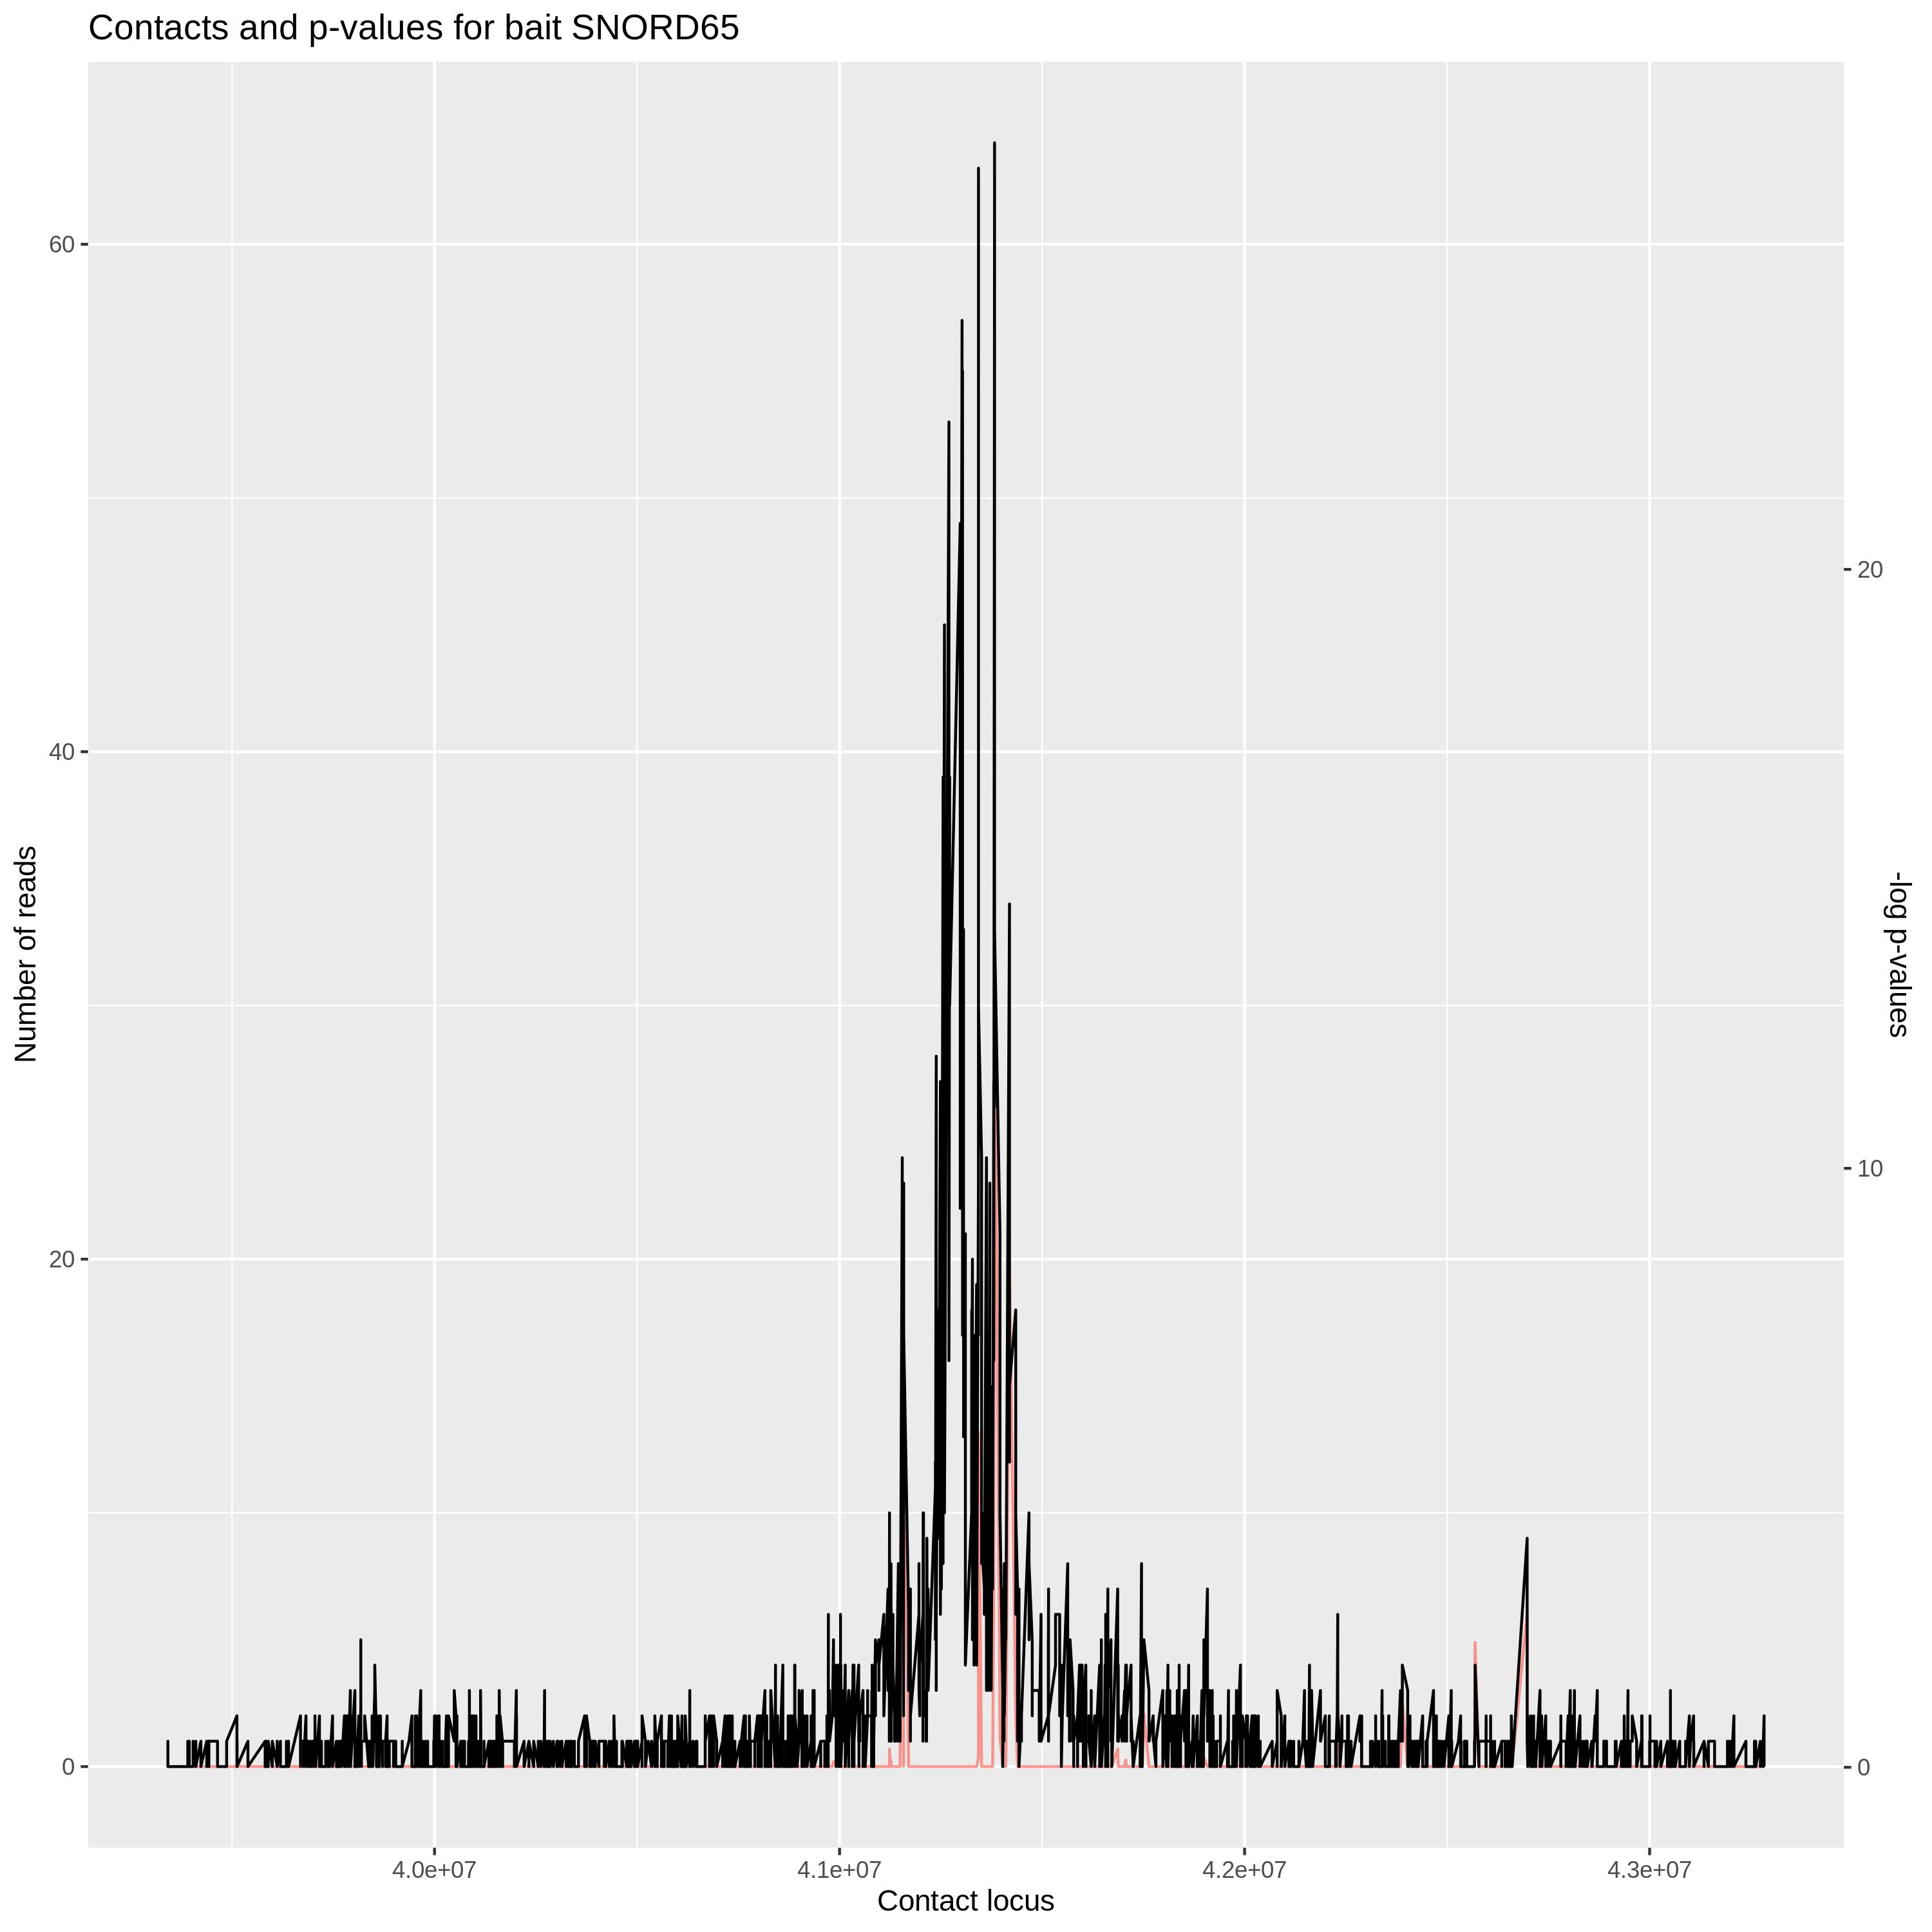 Contacts and p-values for bait SNORD65
60
40
20
0
Number of reads
20
10
0
-log p-values
4.0e+07
4.1e+07
4.2e+07
4.3e+07
Contact locus